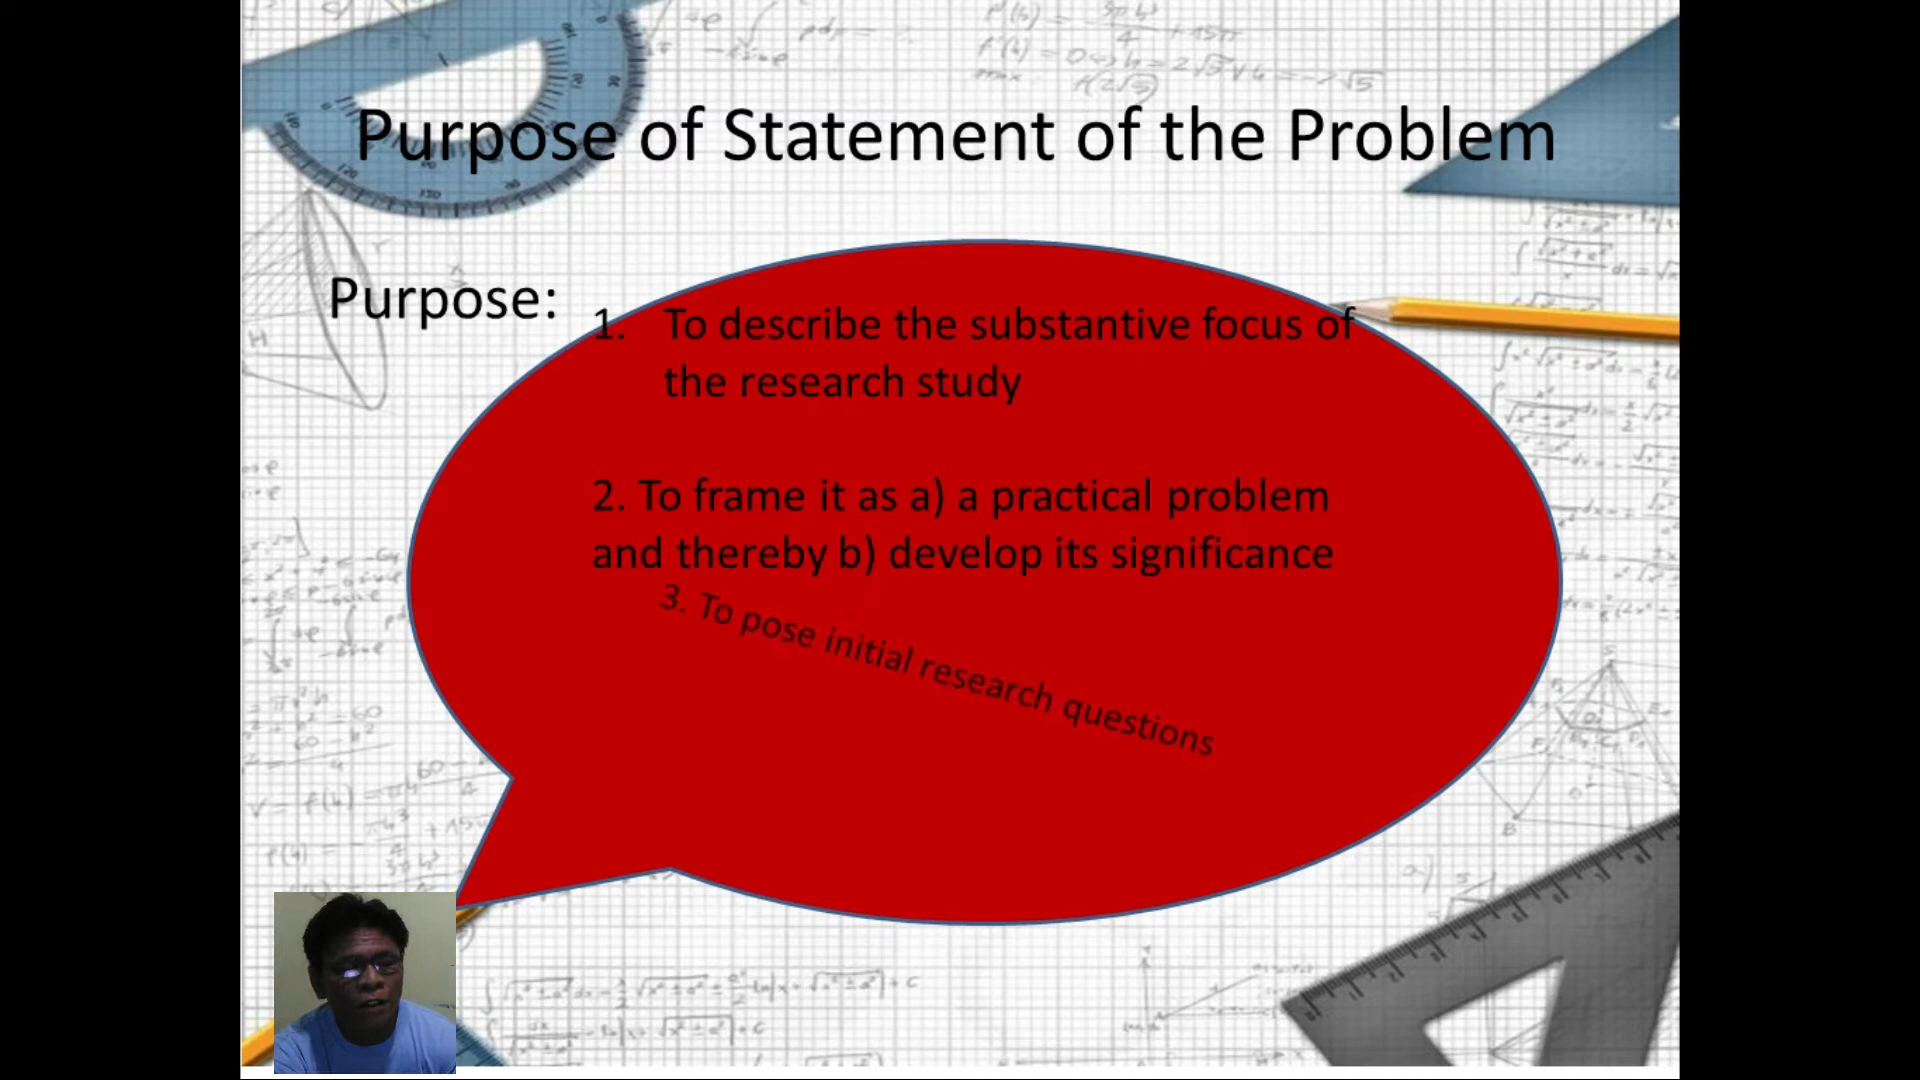 Purpose of Statement of the Problem
Purpose:
1. To describe the substantive focus of
the research study
2. To frame it as a) a practical problem
and thereby b) develop its significance
3. To pose initial research questions